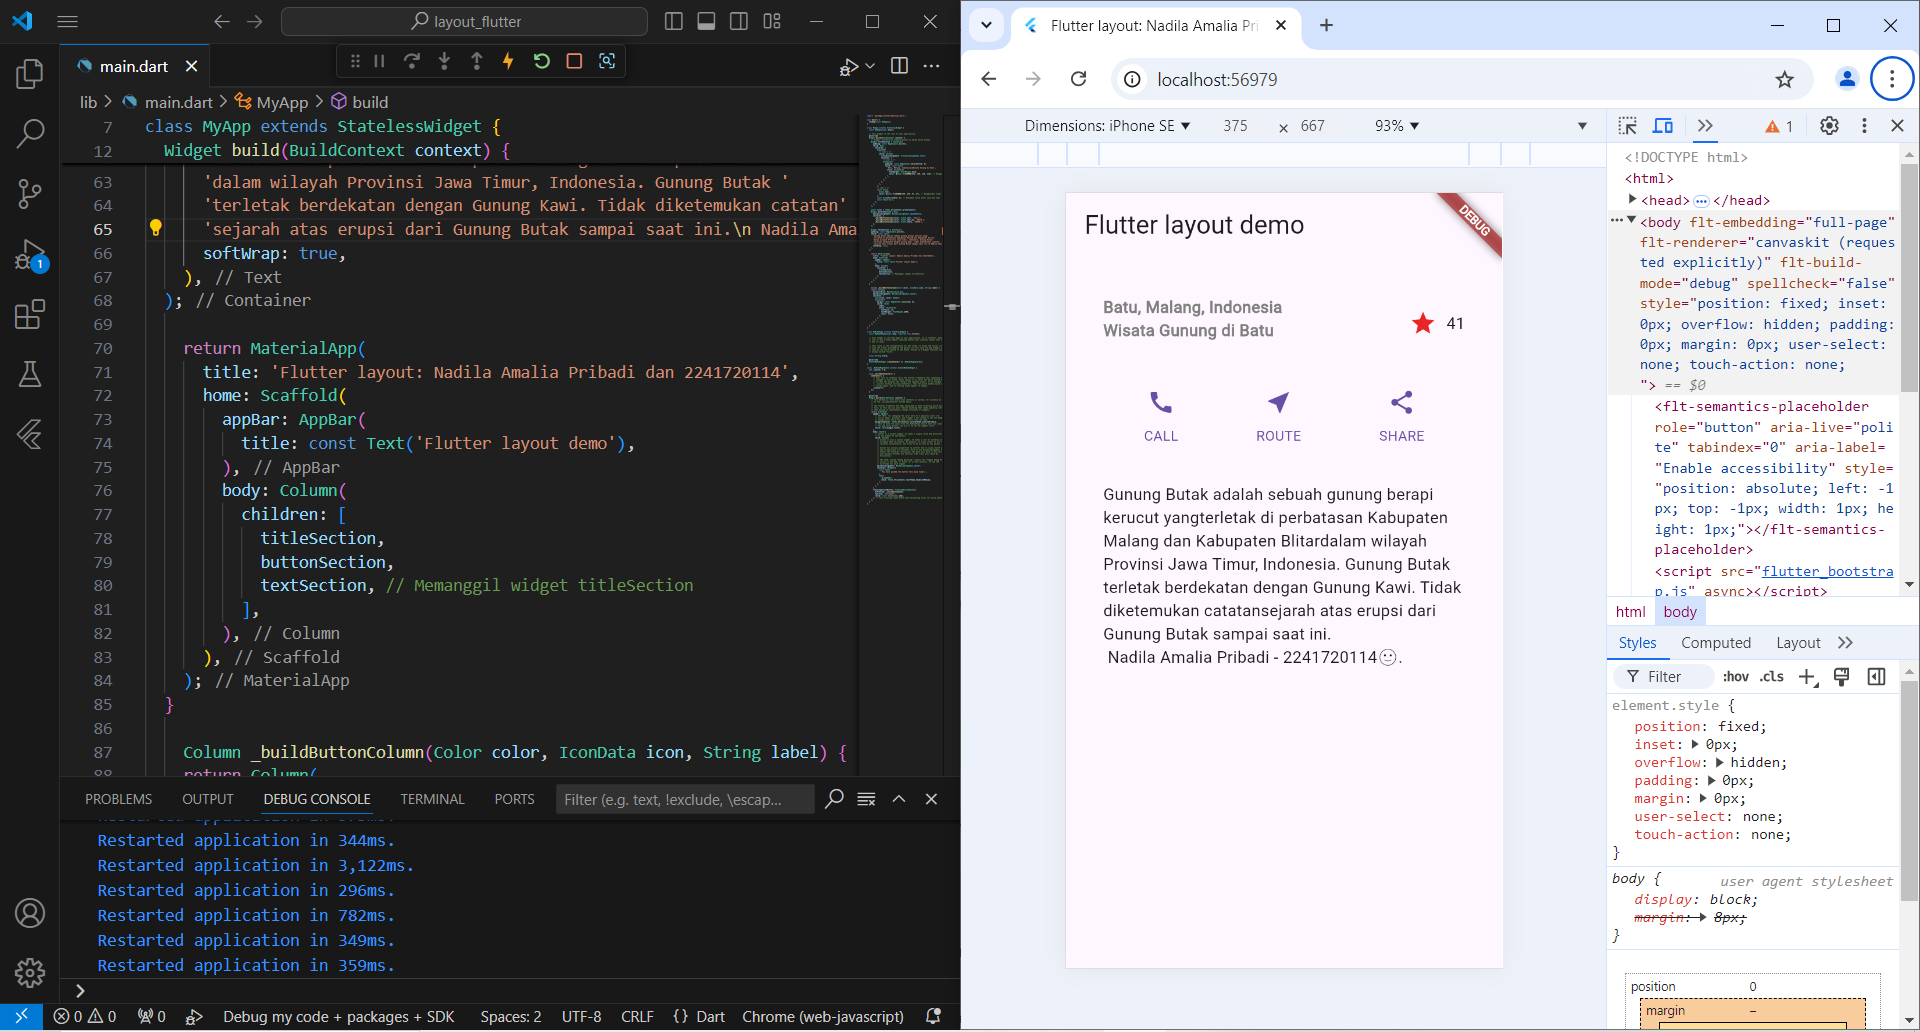 layout_flutter
main.dart
lib > main.dart > MyApp > build
7 class MyApp extends StatelessWidget {
12 Widget build(BuildContext context) {
63 'dalam wilayah Provinsi Jawa Timur, Indonesia. Gunung Butak '
64 'terletak berdekatan dengan Gunung Kawi. Tidak diketemukan catatan'
65 'sejarah atas erupsi dari Gunung Butak sampai saat ini.\n Nadila Ama
66 softWrap: true,
67 ), // Text
68 ); // Container
69
70 return MaterialApp(
71 title: 'Flutter layout: Nadila Amalia Pribadi dan 2241720114',
72 home: Scaffold(
73 appBar: AppBar(
74 title: const Text('Flutter layout demo'),
75 ), // AppBar
76 body: Column(
77 children: [
78 titleSection,
79 buttonSection,
80 textSection, // Memanggil widget titleSection
81 ],
82 ), // Column
83 ), // Scaffold
84 ); // MaterialApp
85 }
86
87 Column _buildButtonColumn(Color color, IconData icon, String label) {
88 return Column(
PROBLEMS OUTPUT DEBUG CONSOLE TERMINAL PORTS Filter (e.g. text, !exclude, \escap...
Restarted application in 344ms.
Restarted application in 3,122ms.
Restarted application in 296ms.
Restarted application in 782ms.
Restarted application in 349ms.
Restarted application in 359ms.
1
0 0 0 Debug my code + packages + SDK Spaces: 2 UTF-8 CRLF {} Dart Chrome (web-javascript)
Flutter layout: Nadila Amalia Pri
localhost:56979
Dimensions: iPhone SE 375 × 667 93%
Flutter layout demo
DEBUG
Batu, Malang, Indonesia
Wisata Gunung di Batu
41
CALL ROUTE SHARE
Gunung Butak adalah sebuah gunung berapi
kerucut yangterletak di perbatasan Kabupaten
Malang dan Kabupaten Blitardalam wilayah
Provinsi Jawa Timur, Indonesia. Gunung Butak
terletak berdekatan dengan Gunung Kawi. Tidak
diketemukan catatansejarah atas erupsi dari
Gunung Butak sampai saat ini.
Nadila Amalia Pribadi - 2241720114☺.
1
<!DOCTYPE html>
<html>
<head> ... </head>
<body flt-embedding="full-page"
flt-renderer="canvaskit (reques
ted explicitly)" flt-build-
mode="debug" spellcheck="false"
style="position: fixed; inset:
0px; overflow: hidden; padding:
0px; margin: 0px; user-select:
none; touch-action: none;
"> == $0
<flt-semantics-placeholder
role="button" aria-live="poli
te" tabindex="0" aria-label=
"Enable accessibility" style=
"position: absolute; left: -1
px; top: -1px; width: 1px; he
ight: 1px;"></flt-semantics-
placeholder>
<script src="flutter_bootstra
p.js" async></script>
html body
Styles Computed Layout
Filter :hov .cls
element.style {
position: fixed;
inset: 0px;
overflow: hidden;
padding: 0px;
margin: 0px;
user-select: none;
touch-action: none;
}
body { user agent stylesheet
display: block;
margin: 8px;
}
position 0
margin –